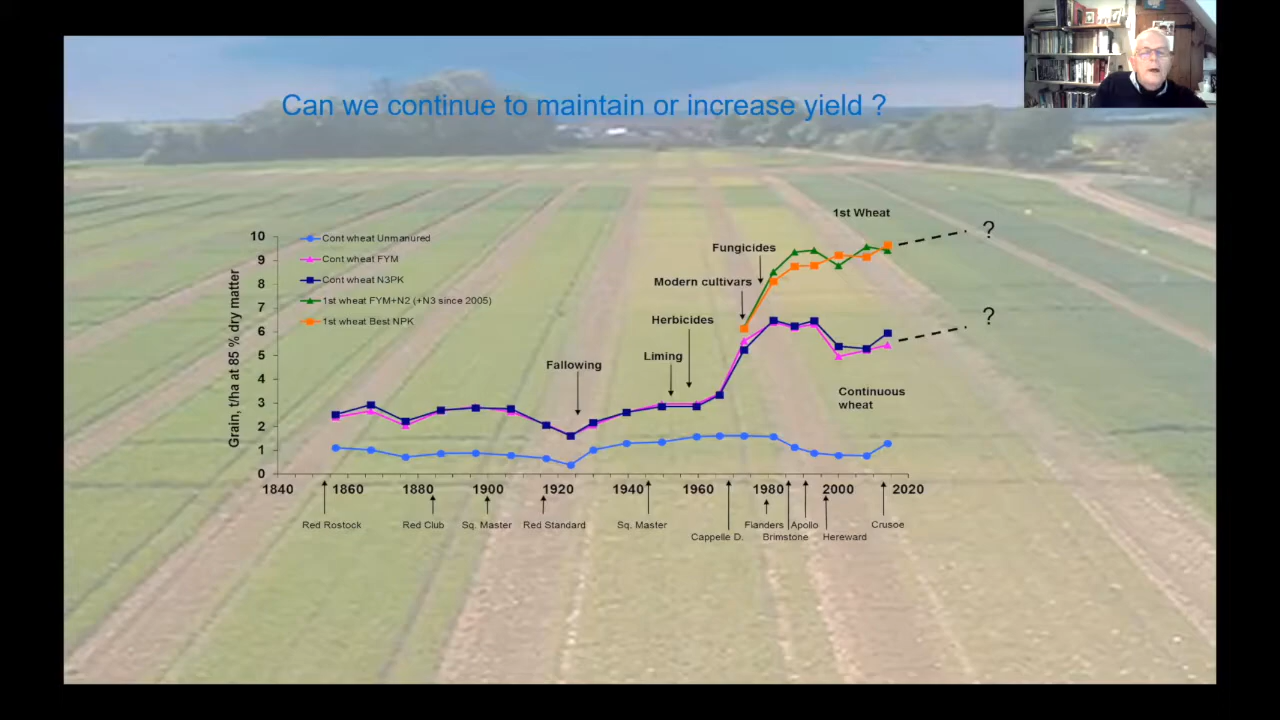 Can we continue to maintain or increase yield ?
1st Wheat
10
9
8
7
6
5
4
3
2
1
0
Grain, t/ha at 85 % dry matter
Cont wheat Unmanured
Cont wheat FYM
Cont wheat N3PK
1st wheat FYM+N2 (+N3 since 2005)
1st wheat Best NPK
Fungicides
Modern cultivars
Herbicides
Liming
Fallowing
?
?
Continuous
wheat
1840 1860 1880 1900 1920 1940 1960 1980 2000 2020
Red Rostock Red Club Sq. Master Red Standard Sq. Master Flanders Apollo Crusoe
Cappelle D. Brimstone Hereward